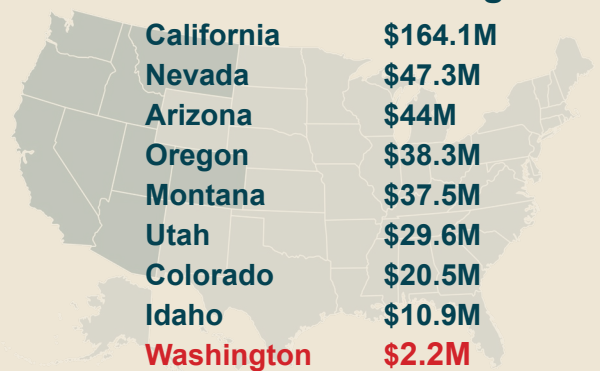 California $164.1M
Nevada $47.3M
Arizona $44M
Oregon $38.3M
Montana $37.5M
Utah $29.6M
Colorado $20.5M
Idaho $10.9M
Washington $2.2M